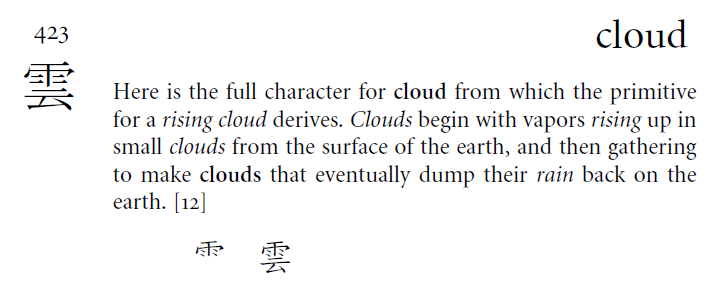 423
cloud
雲
Here is the full character for cloud from which the primitive
for a rising cloud derives. Clouds begin with vapors rising up in
small clouds from the surface of the earth, and then gathering
to make clouds that eventually dump their rain back on the
earth. [12]
⻗ 雲